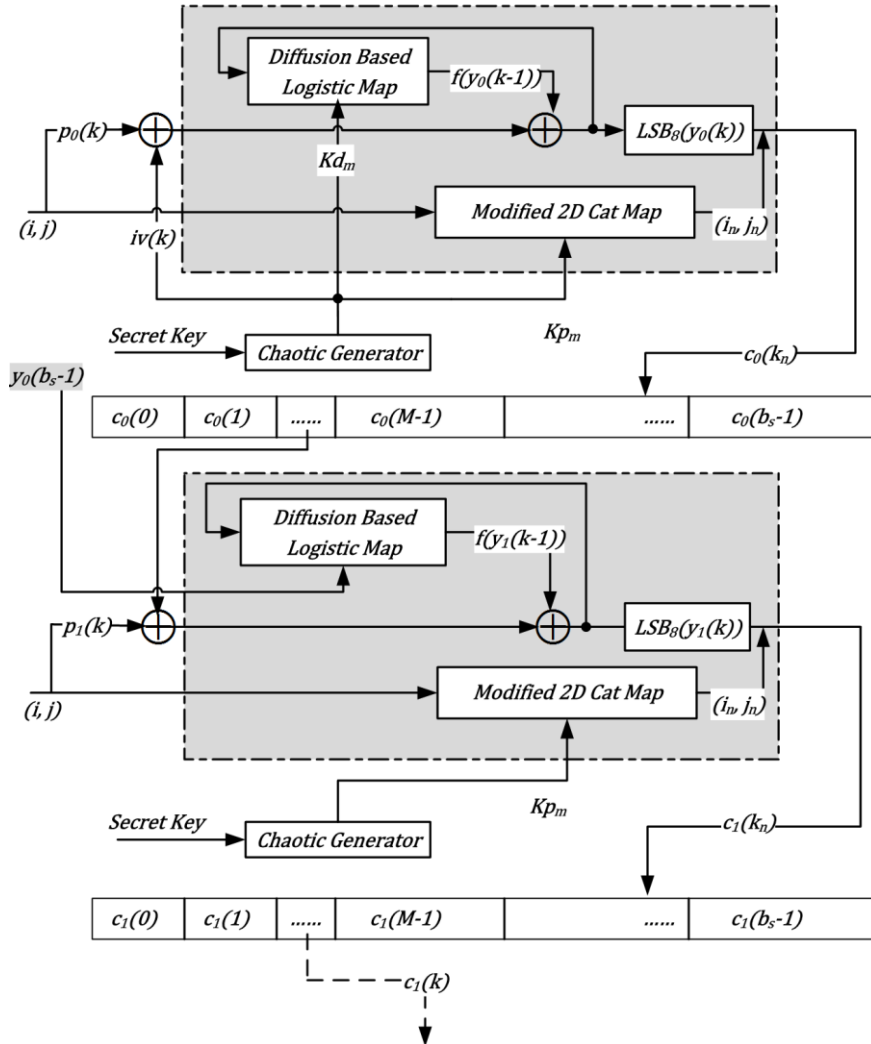 Diffusion Based
Logistic Map
f(y₀(k-1))
p₀(k)
LSB₈(y₀(k))
Kdₘ
Modified 2D Cat Map
(i, j)
iv(k)
(iₙ, jₙ)
Secret Key
Chaotic Generator
Kpₘ
c₀(kₙ)
y₀(bₛ-1)
c₀(0) c₀(1) ...... c₀(M-1) ...... c₀(bₛ-1)
Diffusion Based
Logistic Map
f(y₁(k-1))
p₁(k)
LSB₈(y₁(k))
Modified 2D Cat Map
(i, j)
(iₙ, jₙ)
Secret Key
Chaotic Generator
Kpₘ
c₁(kₙ)
c₁(0) c₁(1) ...... c₁(M-1) ...... c₁(bₛ-1)
c₁(k)